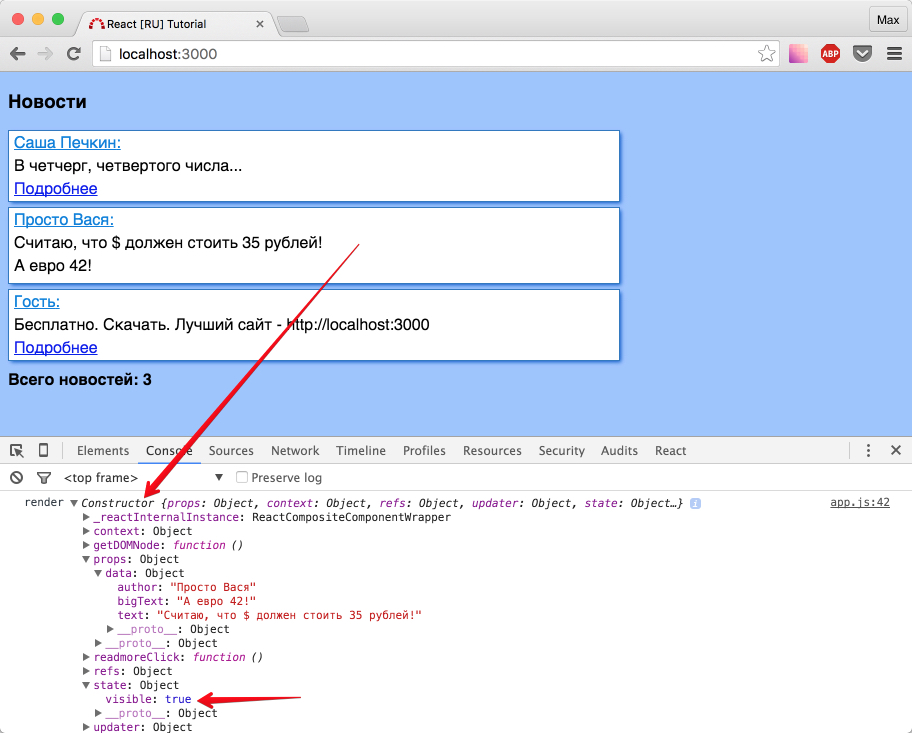 React [RU] Tutorial
Max
localhost:3000
ABP
Новости
Саша Печкин:
В четчерг, четвертого числа...
Подробнее
Просто Вася:
Считаю, что $ должен стоить 35 рублей!
А евро 42!
Гость:
Бесплатно. Скачать. Лучший сайт - http://localhost:3000
Подробнее
Всего новостей: 3
Elements Console Sources Network Timeline Profiles Resources Security Audits React
<top frame> Preserve log
render Constructor {props: Object, context: Object, refs: Object, updater: Object, state: Object…} app.js:42
_reactInternalInstance: ReactCompositeComponentWrapper
context: Object
getDOMNode: function ()
props: Object
data: Object
author: "Просто Вася"
bigText: "А евро 42!"
text: "Считаю, что $ должен стоить 35 рублей!"
__proto__: Object
__proto__: Object
readmoreClick: function ()
refs: Object
state: Object
visible: true
__proto__: Object
updater: Object